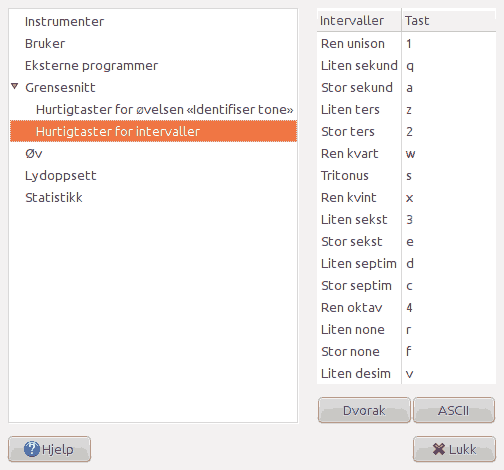 Instrumenter
Bruker
Eksterne programmer
Grensesnitt
Hurtigtaster for øvelsen «Identifiser tone»
Hurtigtaster for intervaller
Øv
Lydoppsett
Statistikk
Intervaller Tast
Ren unison 1
Liten sekund q
Stor sekund a
Liten ters z
Stor ters 2
Ren kvart w
Tritonus s
Ren kvint x
Liten sekst 3
Stor sekst e
Liten septim d
Stor septim c
Ren oktav 4
Liten none r
Stor none f
Liten desim v
Dvorak ASCII
Hjelp Lukk